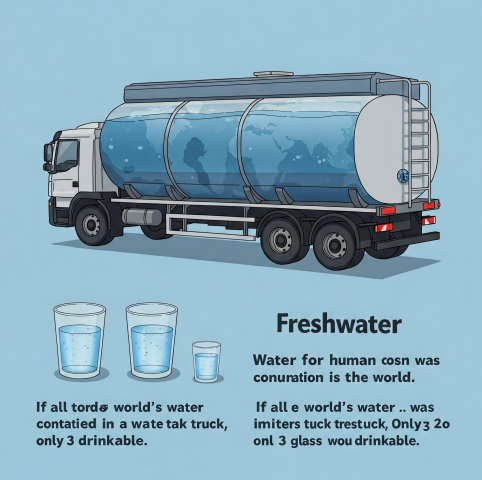 Freshwater
Water for human cosn was
conunation is the world.
If all tords world's water
contatied in a wate tak truck,
only 3 drinkable.
If all e world's water .. was
imiters tuck trestuck, Only 3 2o
onl 3 glass wou drinkable.